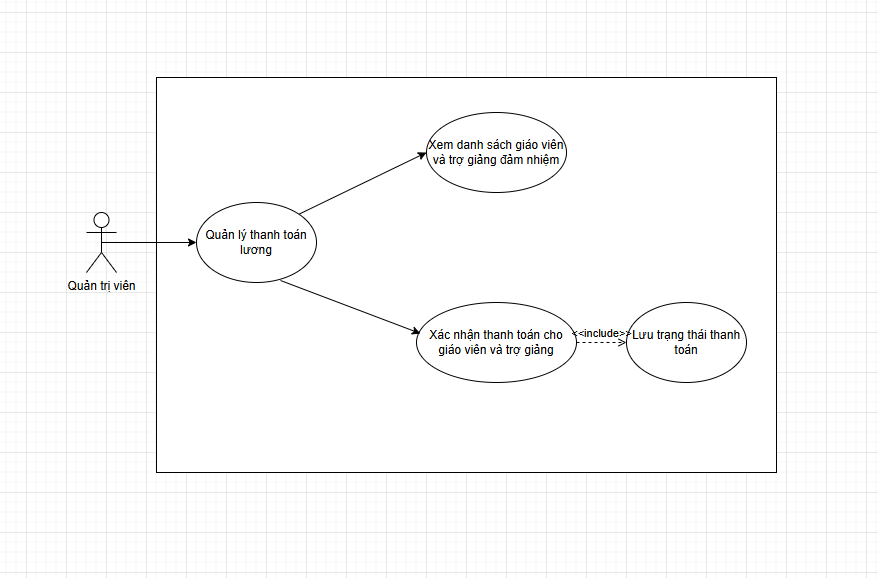 Xem danh sách giáo viên
và trợ giảng đảm nhiệm
Quản lý thanh toán
lương
Quản trị viên
Xác nhận thanh toán cho
giáo viên và trợ giảng
<<include>>
Lưu trạng thái thanh
toán